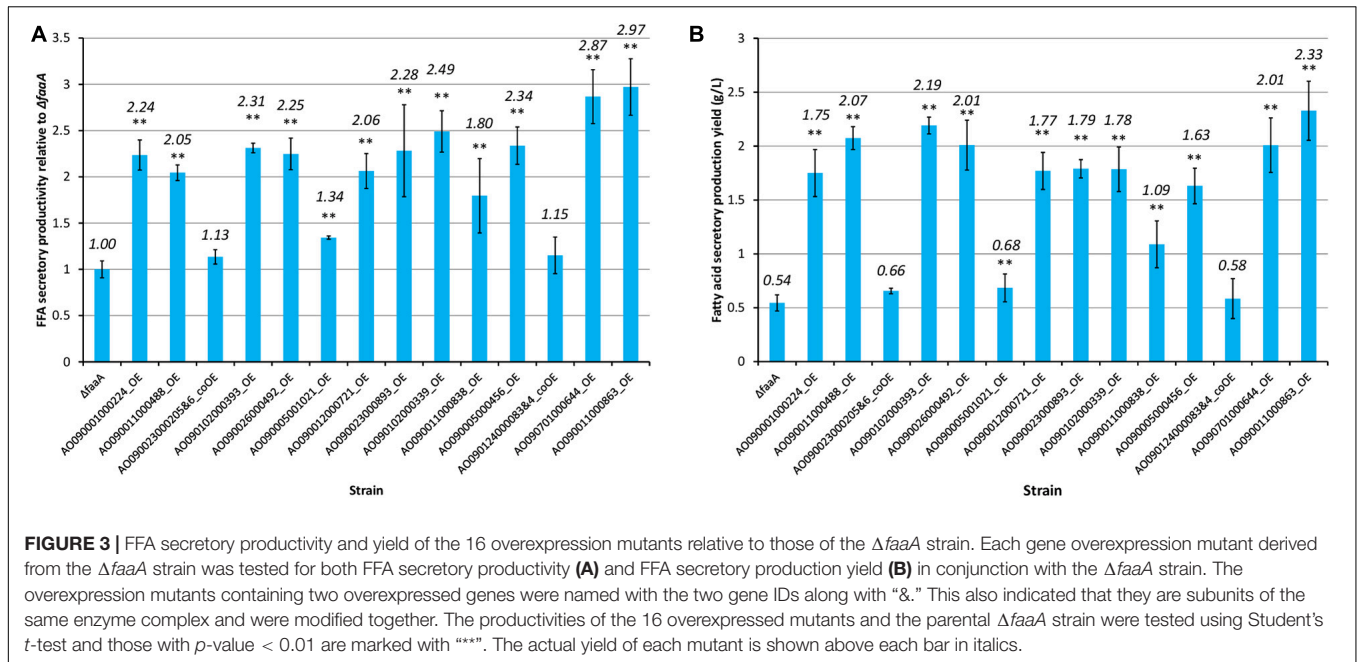 A
3.5
3
2.5
2
1.5
1
0.5
0
FFA secretory productivity relative to ΔfaaA
1.00
2.24
**
2.05
**
1.13
2.31
**
2.25
**
1.34
**
2.06
**
2.28
**
2.49
**
1.80
**
2.34
**
1.15
2.87
**
2.97
**
ΔfaaA
AO090001000224_OE
AO090011000488_OE
AO090023000205&6_coOE
AO090102000393_OE
AO090026000492_OE
AO090005001021_OE
AO090012000721_OE
AO090023000893_OE
AO090102000339_OE
AO090011000838_OE
AO090005000456_OE
AO090124000083&4_coOE
AO090701000644_OE
AO090011000863_OE
Strain
B
3
2.5
2
1.5
1
0.5
0
Fatty acid secretory production yield (g/L)
0.54
1.75
**
2.07
**
0.66
2.19
**
2.01
**
0.68
**
1.77
**
1.79
**
1.78
**
1.09
**
1.63
**
0.58
2.01
**
2.33
**
ΔfaaA
AO090001000224_OE
AO090011000488_OE
AO090023000205&6_coOE
AO090102000393_OE
AO090026000492_OE
AO090005001021_OE
AO090012000721_OE
AO090023000893_OE
AO090102000339_OE
AO090011000838_OE
AO090005000456_OE
AO090124000083&4_coOE
AO090701000644_OE
AO090011000863_OE
Strain
FIGURE 3 | FFA secretory productivity and yield of the 16 overexpression mutants relative to those of the ΔfaaA strain. Each gene overexpression mutant derived
from the ΔfaaA strain was tested for both FFA secretory productivity (A) and FFA secretory production yield (B) in conjunction with the ΔfaaA strain. The
overexpression mutants containing two overexpressed genes were named with the two gene IDs along with “&.” This also indicated that they are subunits of the
same enzyme complex and were modified together. The productivities of the 16 overexpressed mutants and the parental ΔfaaA strain were tested using Student’s
t-test and those with p-value < 0.01 are marked with “**”. The actual yield of each mutant is shown above each bar in italics.